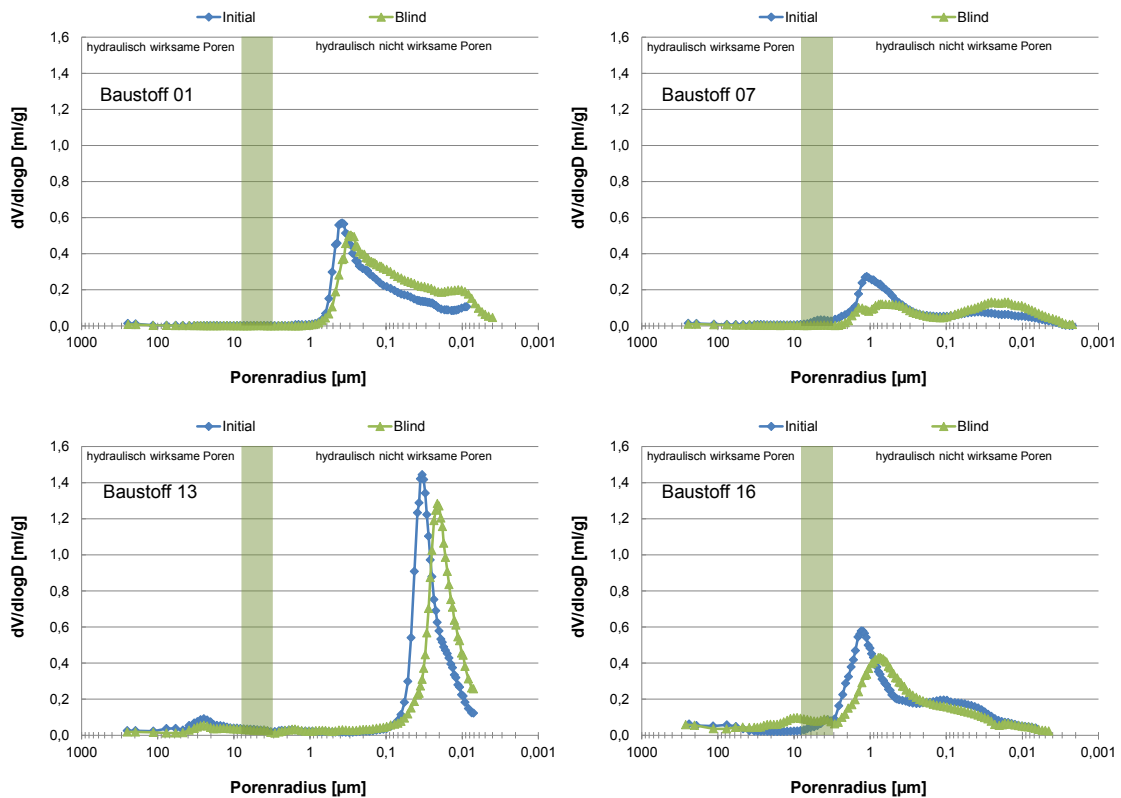 Initial Blind
1,6 hydraulisch wirksame Poren hydraulisch nicht wirksame Poren
1,4
Baustoff 01
1,2
1,0
0,8
0,6
0,4
0,2
0,0
dV/dlogD [ml/g]
1000 100 10 1 0,1 0,01 0,001
Porenradius [µm]
Initial Blind
1,6 hydraulisch wirksame Poren hydraulisch nicht wirksame Poren
1,4
Baustoff 07
1,2
1,0
0,8
0,6
0,4
0,2
0,0
dV/dlogD [ml/g]
1000 100 10 1 0,1 0,01 0,001
Porenradius [µm]
Initial Blind
1,6 hydraulisch wirksame Poren hydraulisch nicht wirksame Poren
1,4
Baustoff 13
1,2
1,0
0,8
0,6
0,4
0,2
0,0
dV/dlogD [ml/g]
1000 100 10 1 0,1 0,01 0,001
Porenradius [µm]
Initial Blind
1,6 hydraulisch wirksame Poren hydraulisch nicht wirksame Poren
1,4
Baustoff 16
1,2
1,0
0,8
0,6
0,4
0,2
0,0
dV/dlogD [ml/g]
1000 100 10 1 0,1 0,01 0,001
Porenradius [µm]